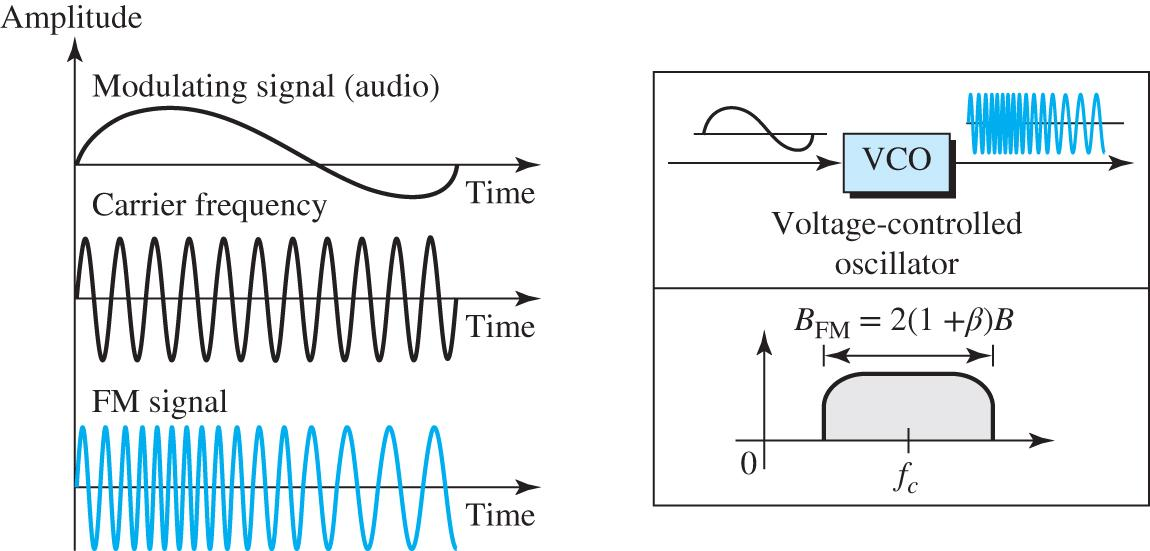 Amplitude
Modulating signal (audio)
Time
Carrier frequency
Time
FM signal
Time
VCO
Voltage-controlled
oscillator
B_FM = 2(1 +β)B
0
f_c